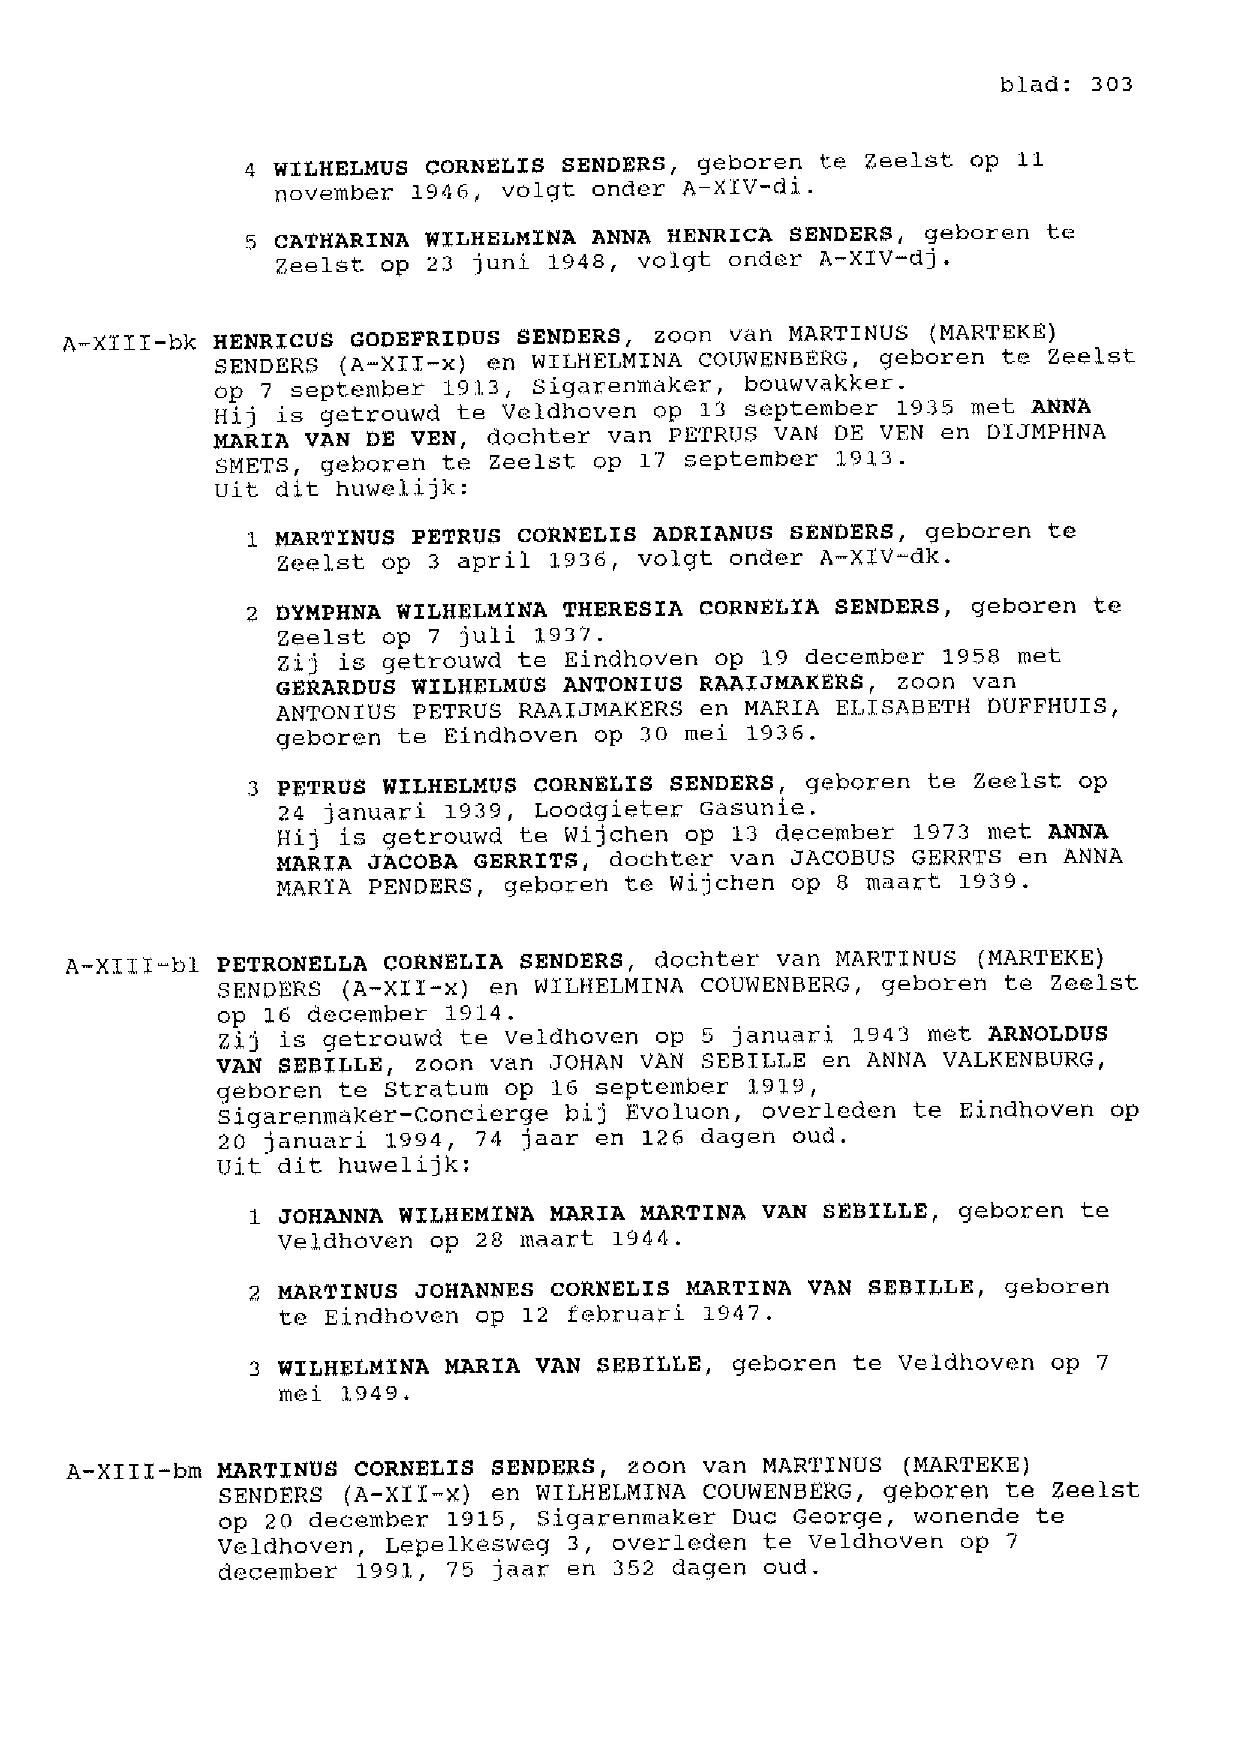 blad: 303
4 WILHELMUS CORNELIS SENDERS, geboren te Zeelst op 11
november 1946, volgt onder A-XIV-di.
5 CATHARINA WILHELMINA ANNA HENRICA SENDERS, geboren te
Zeelst op 23 juni 1948, volgt onder A-XIV-dj.
A-XIII-bk HENRICUS GODEFRIDUS SENDERS, zoon van MARTINUS (MARTEKE)
SENDERS (A-XII-x) en WILHELMINA COUWENBERG, geboren te Zeelst
op 7 september 1913, Sigarenmaker, bouwvakker.
Hij is getrouwd te Veldhoven op 13 september 1935 met ANNA
MARIA VAN DE VEN, dochter van PETRUS VAN DE VEN en DIJMPHNA
SMETS, geboren te Zeelst op 17 september 1913.
Uit dit huwelijk:
1 MARTINUS PETRUS CORNELIS ADRIANUS SENDERS, geboren te
Zeelst op 3 april 1936, volgt onder A-XIV-dk.
2 DYMPHNA WILHELMINA THERESIA CORNELIA SENDERS, geboren te
Zeelst op 7 juli 1937.
Zij is getrouwd te Eindhoven op 19 december 1958 met
GERARDUS WILHELMUS ANTONIUS RAAIJMAKERS, zoon van
ANTONIUS PETRUS RAAIJMAKERS en MARIA ELISABETH DUFFHUIS,
geboren te Eindhoven op 30 mei 1936.
3 PETRUS WILHELMUS CORNELIS SENDERS, geboren te Zeelst op
24 januari 1939, Loodgieter Gasunie.
Hij is getrouwd te Wijchen op 13 december 1973 met ANNA
MARIA JACOBA GERRITS, dochter van JACOBUS GERRTS en ANNA
MARIA PENDERS, geboren te Wijchen op 8 maart 1939.
A-XIII-bl PETRONELLA CORNELIA SENDERS, dochter van MARTINUS (MARTEKE)
SENDERS (A-XII-x) en WILHELMINA COUWENBERG, geboren te Zeelst
op 16 december 1914.
Zij is getrouwd te Veldhoven op 5 januari 1943 met ARNOLDUS
VAN SEBILLE, zoon van JOHAN VAN SEBILLE en ANNA VALKENBURG,
geboren te Stratum op 16 september 1919,
Sigarenmaker-Concierge bij Evoluon, overleden te Eindhoven op
20 januari 1994, 74 jaar en 126 dagen oud.
Uit dit huwelijk:
1 JOHANNA WILHEMINA MARIA MARTINA VAN SEBILLE, geboren te
Veldhoven op 28 maart 1944.
2 MARTINUS JOHANNES CORNELIS MARTINA VAN SEBILLE, geboren
te Eindhoven op 12 februari 1947.
3 WILHELMINA MARIA VAN SEBILLE, geboren te Veldhoven op 7
mei 1949.
A-XIII-bm MARTINUS CORNELIS SENDERS, zoon van MARTINUS (MARTEKE)
SENDERS (A-XII-x) en WILHELMINA COUWENBERG, geboren te Zeelst
op 20 december 1915, Sigarenmaker Duc George, wonende te
Veldhoven, Lepelkesweg 3, overleden te Veldhoven op 7
december 1991, 75 jaar en 352 dagen oud.